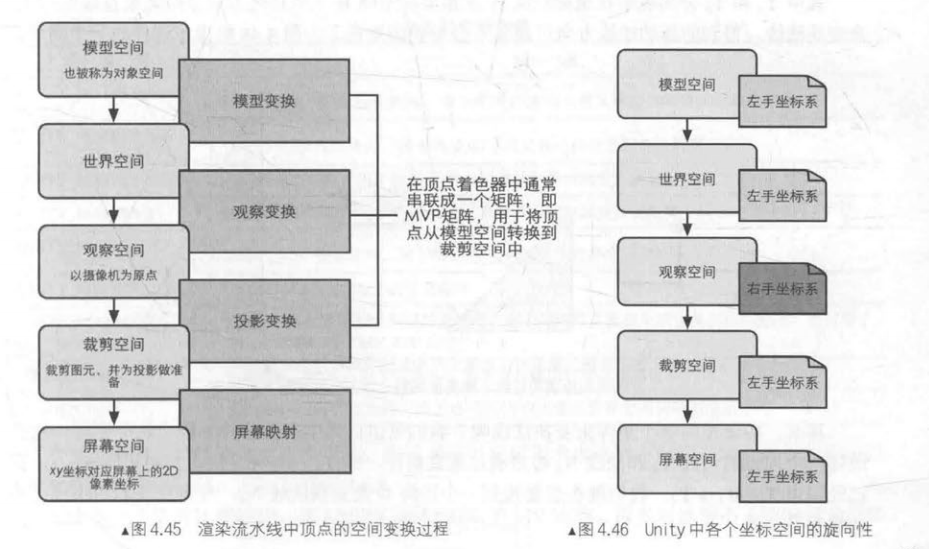 模型空间
也被称为对象空间
模型变换
世界空间
观察变换
观察空间
以摄像机为原点
投影变换
裁剪空间
裁剪图元、并为投影做准
备
屏幕映射
屏幕空间
xy坐标对应屏幕上的2D
像素坐标
在顶点着色器中通常
串联成一个矩阵，即
MVP矩阵，用于将顶
点从模型空间转换到
裁剪空间中
▲图4.45 渲染流水线中顶点的空间变换过程
模型空间
左手坐标系
世界空间
左手坐标系
观察空间
右手坐标系
裁剪空间
左手坐标系
屏幕空间
左手坐标系
▲图4.46 Unity中各个坐标空间的旋向性